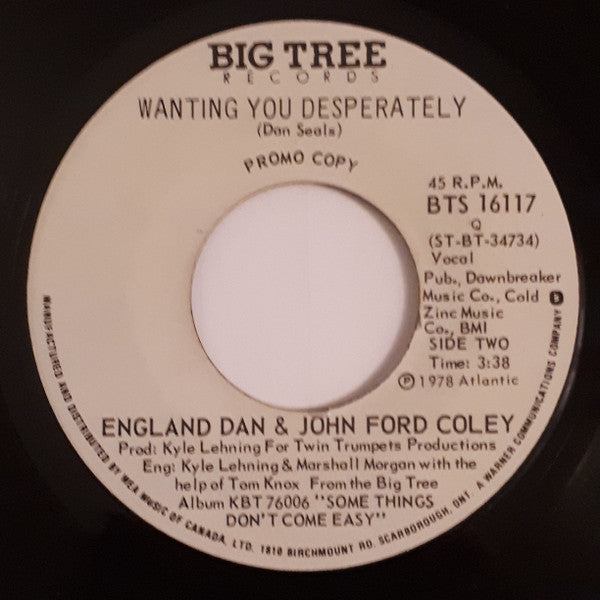 BIG TREE
RECORDS
WANTING YOU DESPERATELY
(Dan Seals)
PROMO COPY
45 R.P.M.
BTS 16117
Q
(ST-BT-34734)
Vocal
Pub., Dawnbreaker
Music Co., Cold
Zinc Music
Co., BMI
SIDE TWO
Time: 3:38
Ⓟ 1978 Atlantic
ENGLAND DAN & JOHN FORD COLEY
Prod: Kyle Lehning For Twin Trumpets Productions
Eng: Kyle Lehning & Marshall Morgan with the
help of Tom Knox From the Big Tree
Album KBT 76006 "SOME THINGS
DON'T COME EASY"
MANUFACTURED AND DISTRIBUTED BY WEA MUSIC OF CANADA, LTD. 1810 BIRCHMOUNT RD. SCARBOROUGH, ONT. A WARNER COMMUNICATIONS COMPANY